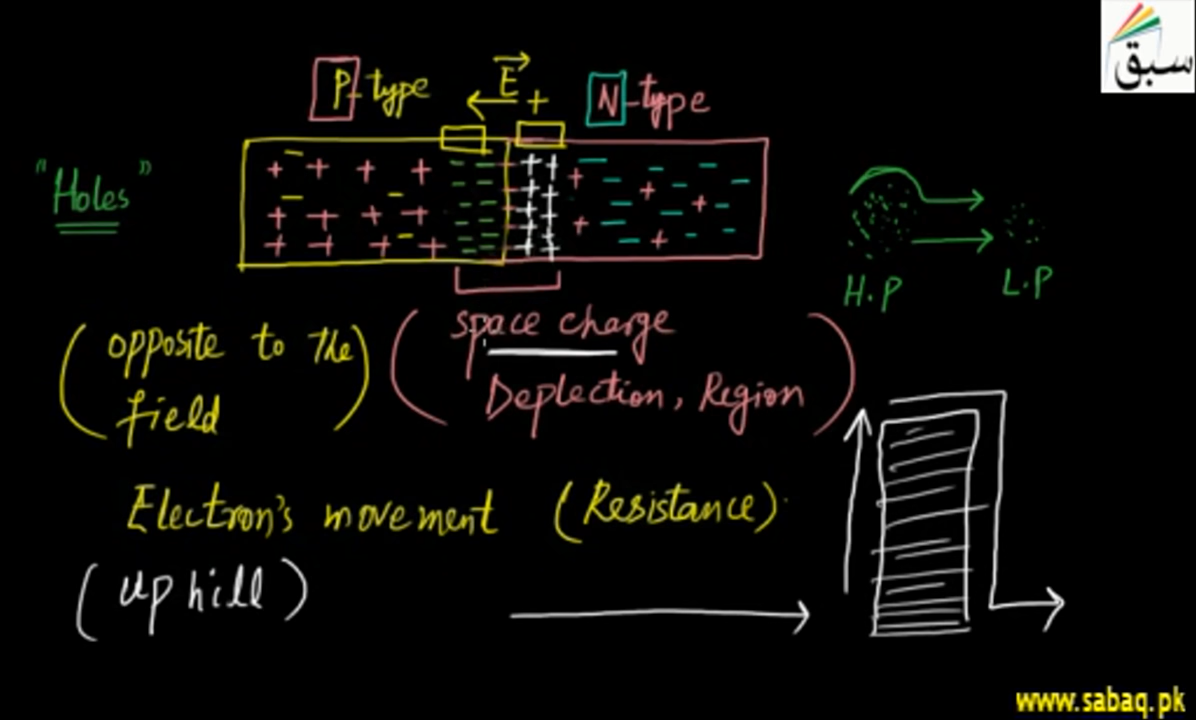 سبق
P-type
E
N-type
"Holes"
H.P
L.P
(opposite to the
field)
(space charge
Deplection, Region)
Electron's movement (Resistance)
(up hill)
www.sabaq.pk